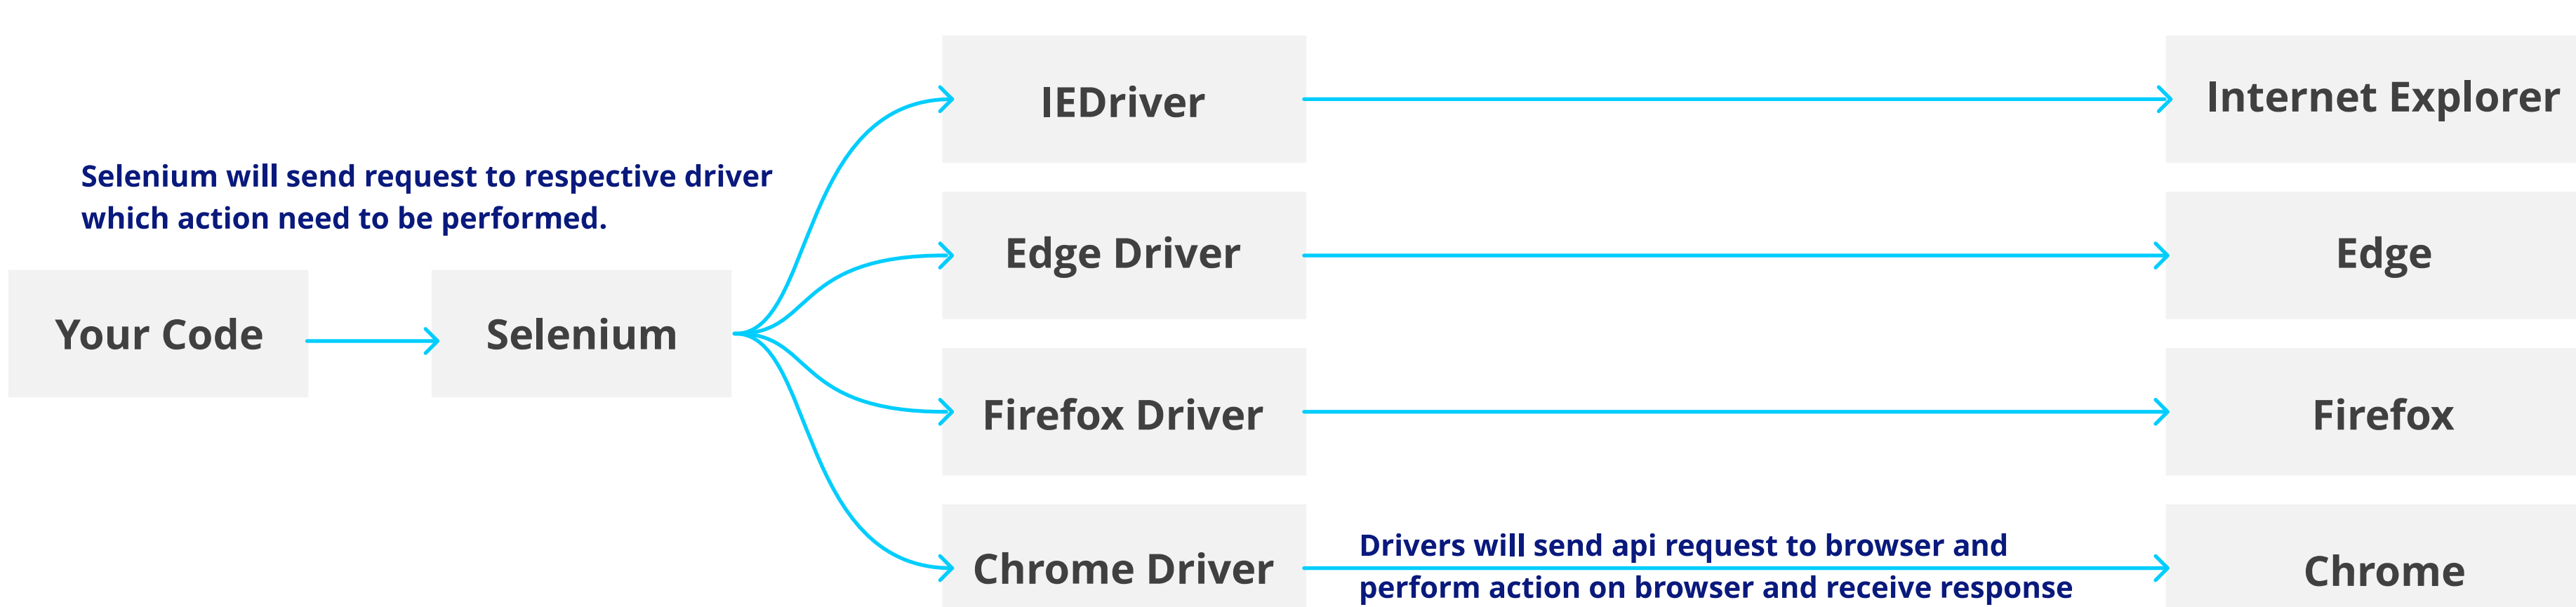 IEDriver
Internet Explorer
Selenium will send request to respective driver
which action need to be performed.
Edge Driver
Edge
Your Code
Selenium
Firefox Driver
Firefox
Drivers will send api request to browser and
perform action on browser and receive response
Chrome Driver
Chrome